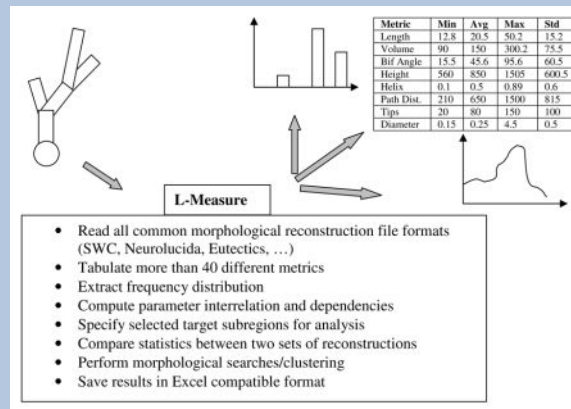 Metric Min Avg Max Std
Length 12.8 20.5 50.2 15.2
Volume 90 150 300.2 75.5
Bif Angle 15.5 45.6 95.6 60.5
Height 560 850 1505 600.5
Helix 0.1 0.5 0.89 0.6
Path Dist. 210 650 1500 815
Tips 20 80 150 100
Diameter 0.15 0.25 4.5 0.5
L-Measure
• Read all common morphological reconstruction file formats
(SWC, Neurolucida, Eutectics, …)
• Tabulate more than 40 different metrics
• Extract frequency distribution
• Compute parameter interrelation and dependencies
• Specify selected target subregions for analysis
• Compare statistics between two sets of reconstructions
• Perform morphological searches/clustering
• Save results in Excel compatible format